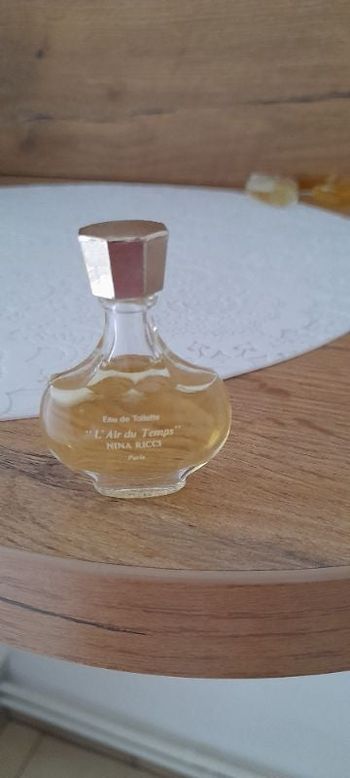 Eau de Toilette
"L'Air du Temps"
NINA RICCI
Paris